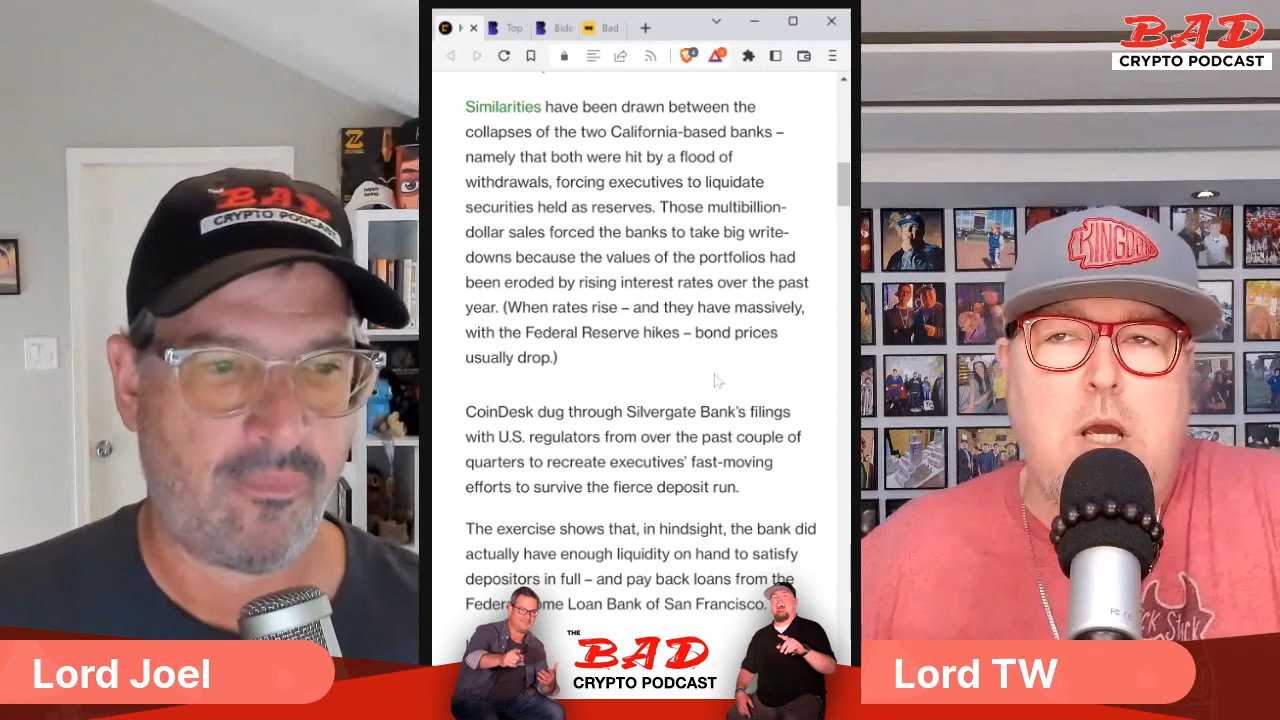 Top
Bide
Bad
BAD
CRYPTO PODCAST
Similarities have been drawn between the
collapses of the two California-based banks –
namely that both were hit by a flood of
withdrawals, forcing executives to liquidate
securities held as reserves. Those multibillion-
dollar sales forced the banks to take big write-
downs because the values of the portfolios had
been eroded by rising interest rates over the past
year. (When rates rise – and they have massively,
with the Federal Reserve hikes – bond prices
usually drop.)
CoinDesk dug through Silvergate Bank's filings
with U.S. regulators from over the past couple of
quarters to recreate executives' fast-moving
efforts to survive the fierce deposit run.
The exercise shows that, in hindsight, the bank did
actually have enough liquidity on hand to satisfy
depositors in full – and pay back loans from the
Loan Bank of San Francisco.
The
BAD
CRYPTO PODCAST
happy
being
KINGDOM
THE
BAD
CRYPTO PODCAST
Lord Joel
Lord TW